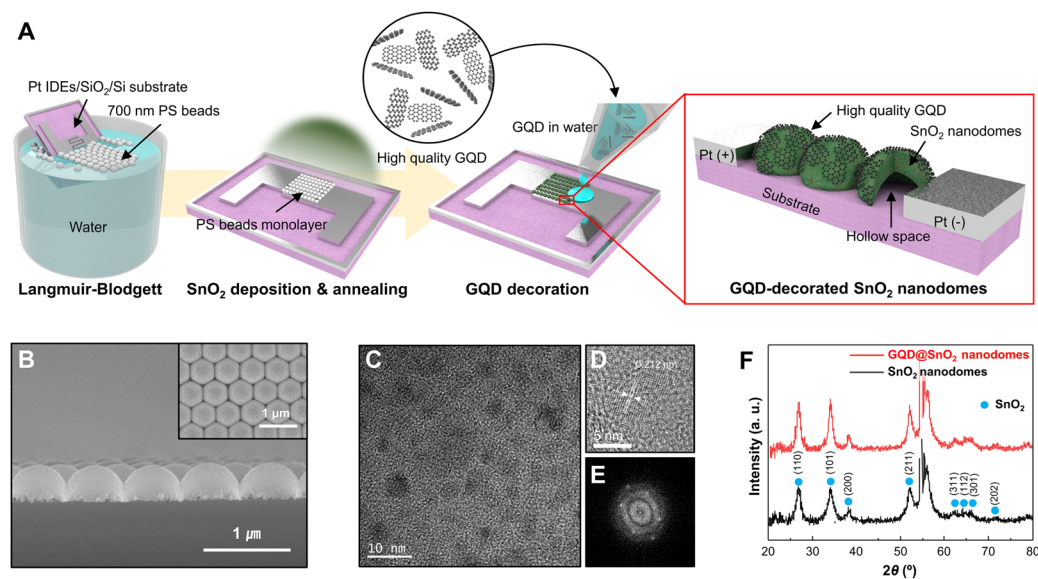 A
Pt IDEs/SiO₂/Si substrate
700 nm PS beads
Water
Langmuir-Blodgett
PS beads monolayer
SnO₂ deposition & annealing
High quality GQD
GQD in water
GQD decoration
High quality GQD
SnO₂ nanodomes
Pt (+)
Substrate
Pt (-)
Hollow space
GQD-decorated SnO₂ nanodomes
B
1 μm
1 μm
C
10 nm
D
0.212 nm
5 nm
E
F
GQD@SnO₂ nanodomes
SnO₂ nanodomes
SnO₂
Intensity (a. u.)
(110)
(101)
(200)
(211)
(311)
(112)
(301)
(202)
20 30 40 50 60 70 80
2θ (º)